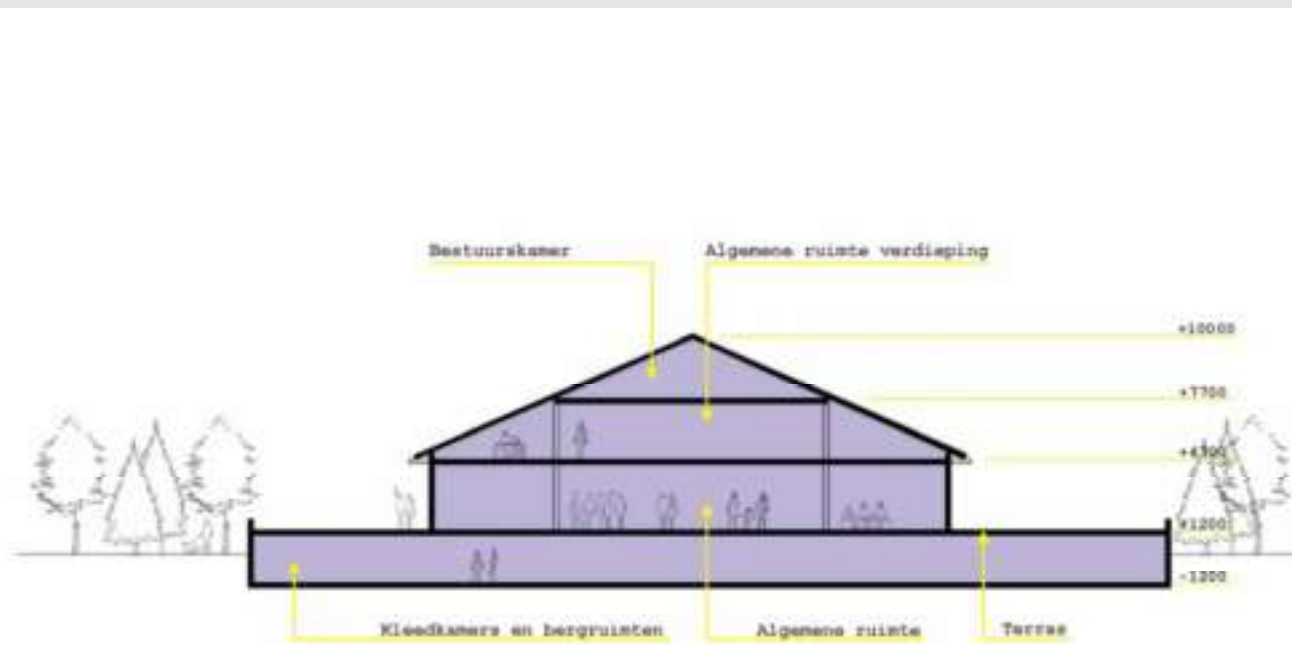 Bestuurskamer
Algemene ruimte verdieping
+10000
+7700
+1200
-1200
Kleedkamers en bergruimten
Algemene ruimte
Terras